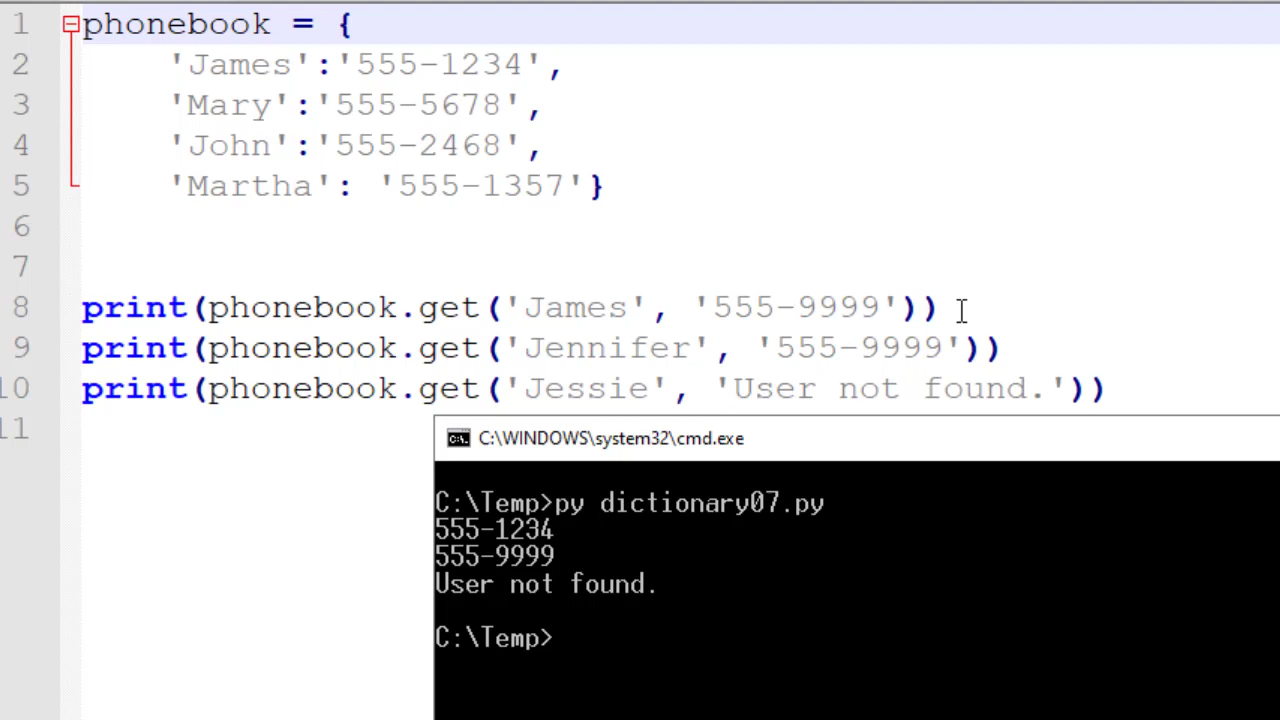 1 phonebook = {
2 'James':'555-1234',
3 'Mary':'555-5678',
4 'John':'555-2468',
5 'Martha': '555-1357'}
6
7
8 print(phonebook.get('James', '555-9999'))
9 print(phonebook.get('Jennifer', '555-9999'))
10 print(phonebook.get('Jessie', 'User not found.'))
11
C:\WINDOWS\system32\cmd.exe
C:\Temp>py dictionary07.py
555-1234
555-9999
User not found.
C:\Temp>